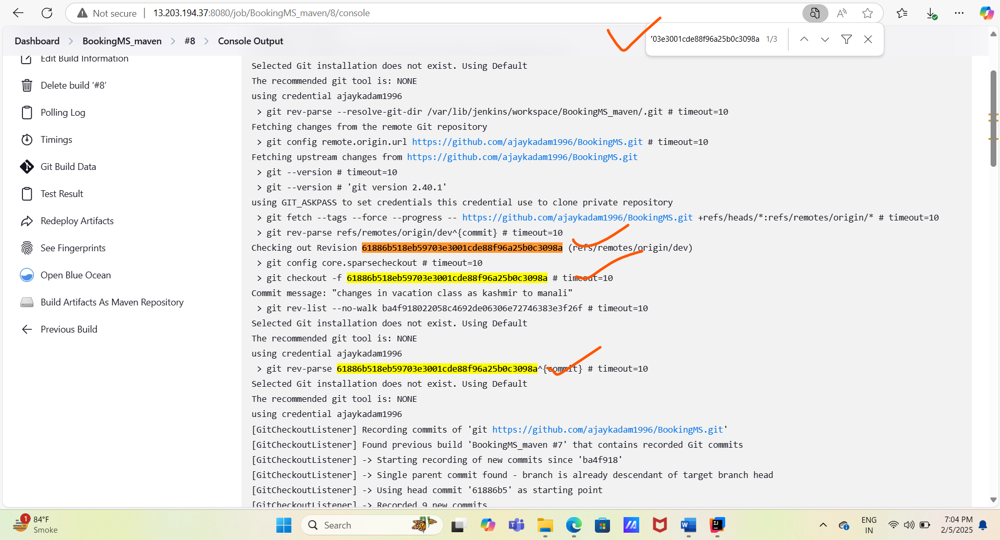 Not secure | 13.203.194.37:8080/job/BookingMS_maven/8/console
Dashboard > BookingMS_maven > #8 > Console Output
703e3001cde88f96a25b0c3098a 1/3
Edit Build Information
Delete build ‘#8’
Polling Log
Timings
Git Build Data
Test Result
Redeploy Artifacts
See Fingerprints
Open Blue Ocean
Build Artifacts As Maven Repository
Previous Build
Selected Git installation does not exist. Using Default
The recommended git tool is: NONE
using credential ajaykadam1996
> git rev-parse --resolve-git-dir /var/lib/jenkins/workspace/BookingMS_maven/.git # timeout=10
Fetching changes from the remote Git repository
> git config remote.origin.url https://github.com/ajaykadam1996/BookingMS.git # timeout=10
Fetching upstream changes from https://github.com/ajaykadam1996/BookingMS.git
> git --version # timeout=10
> git --version # 'git version 2.40.1'
using GIT_ASKPASS to set credentials this credential use to clone private repository
> git fetch --tags --force --progress -- https://github.com/ajaykadam1996/BookingMS.git +refs/heads/*:refs/remotes/origin/* # timeout=10
> git rev-parse refs/remotes/origin/dev^{commit} # timeout=10
Checking out Revision 61886b518eb59703e3001cde88f96a25b0c3098a (refs/remotes/origin/dev)
> git config core.sparsecheckout # timeout=10
> git checkout -f 61886b518eb59703e3001cde88f96a25b0c3098a # timeout=10
Commit message: "changes in vacation class as kashmir to manali"
> git rev-list --no-walk ba4f918022058c4692de06306e72746383e3f26f # timeout=10
Selected Git installation does not exist. Using Default
The recommended git tool is: NONE
using credential ajaykadam1996
> git rev-parse 61886b518eb59703e3001cde88f96a25b0c3098a^{commit} # timeout=10
Selected Git installation does not exist. Using Default
The recommended git tool is: NONE
using credential ajaykadam1996
[GitCheckoutListener] Recording commits of 'git https://github.com/ajaykadam1996/BookingMS.git'
[GitCheckoutListener] Found previous build 'BookingMS_maven #7' that contains recorded Git commits
[GitCheckoutListener] -> Starting recording of new commits since 'ba4f918'
[GitCheckoutListener] -> Single parent commit found - branch is already descendant of target branch head
[GitCheckoutListener] -> Using head commit '61886b5' as starting point
[GitCheckoutListener] -> Recorded 9 new commits
1
84°F
Smoke
Search
ENG
IN
7:04 PM
2/5/2025